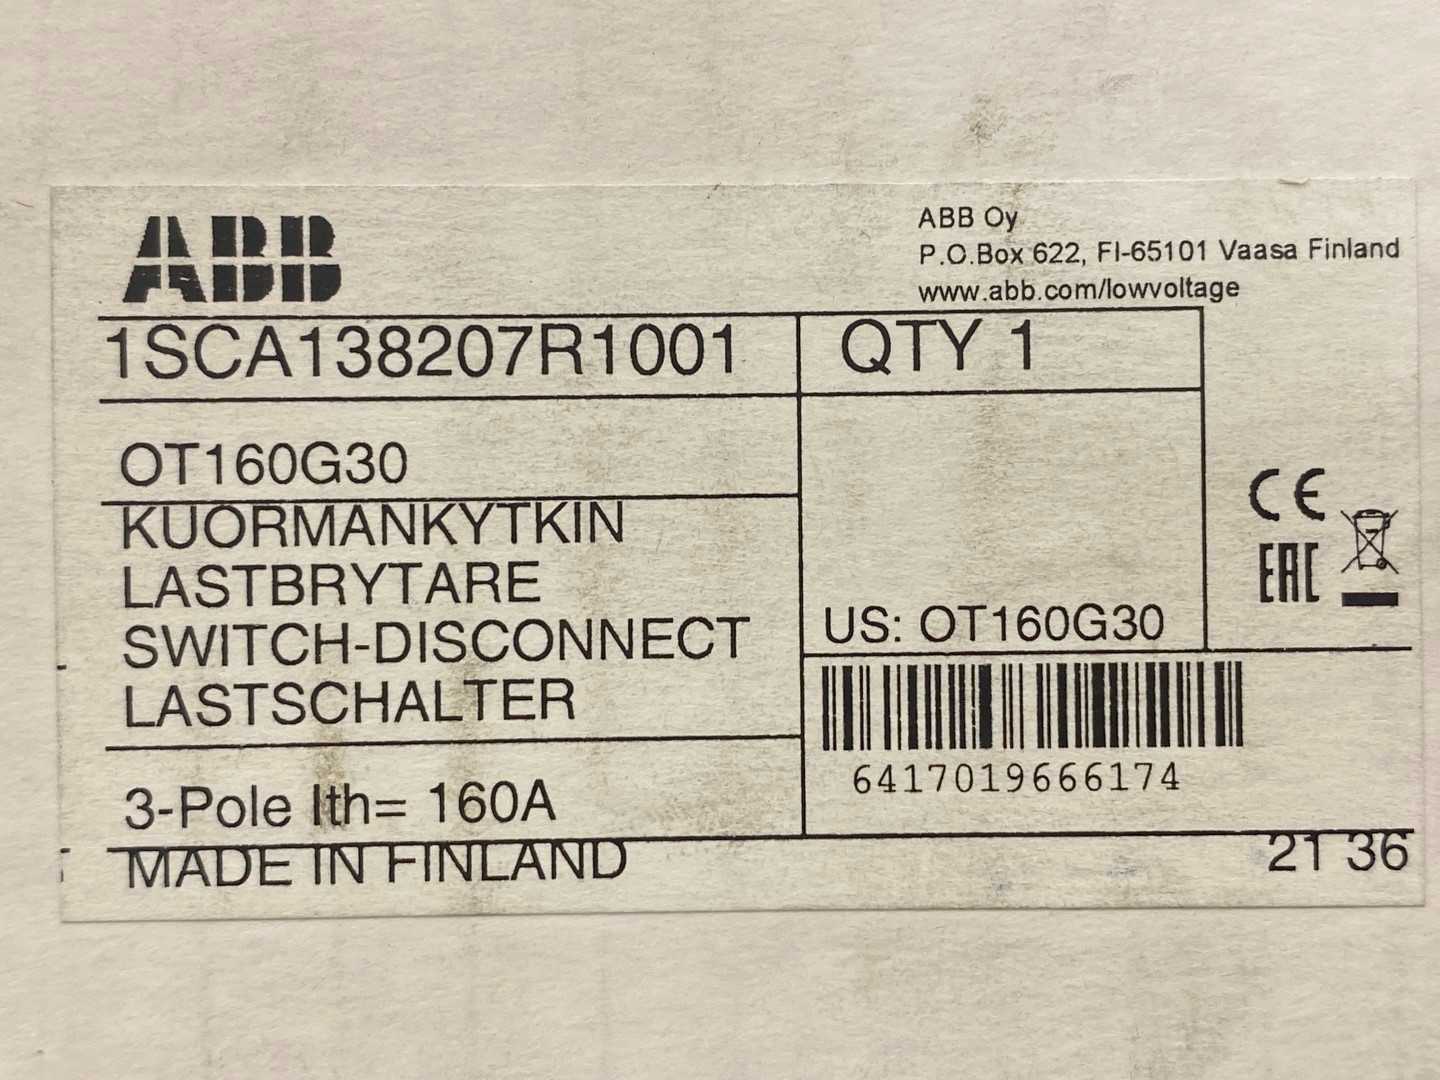 ABB
ABB Oy
P.O.Box 622, FI-65101 Vaasa Finland
www.abb.com/lowvoltage
1SCA138207R1001
QTY 1
OT160G30
KUORMANKYTKIN
LASTBRYTARE
SWITCH-DISCONNECT
LASTSCHALTER
US: OT160G30
CE
EAC
6417019666174
3-Pole Ith= 160A
MADE IN FINLAND
21 36